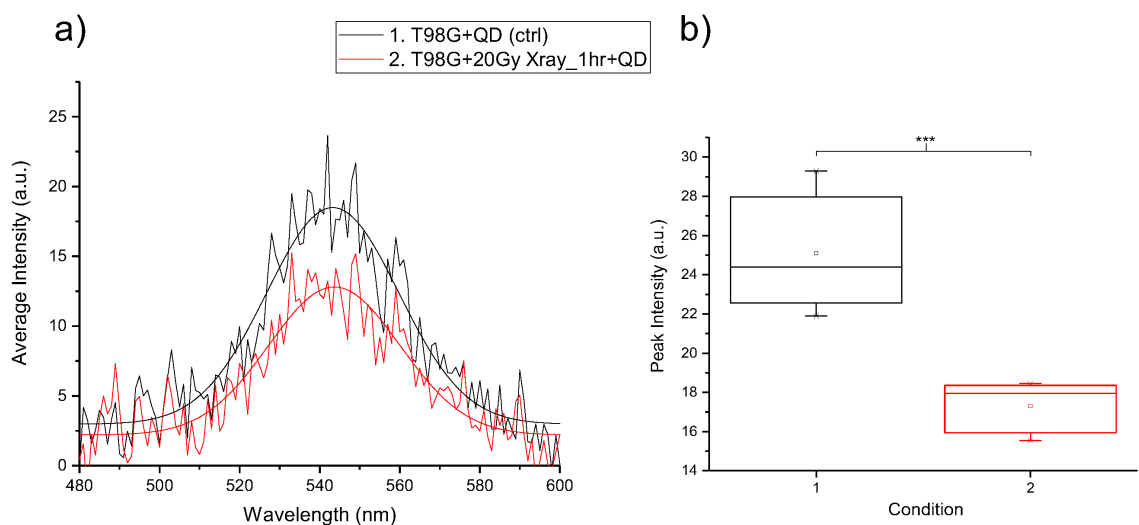 a)
1. T98G+QD (ctrl)
2. T98G+20Gy Xray_1hr+QD
25
20
15
10
5
0
Average Intensity (a.u.)
480 500 520 540 560 580 600
Wavelength (nm)
b)
***
30
28
26
24
22
20
18
16
14
Peak Intensity (a.u.)
1 2
Condition